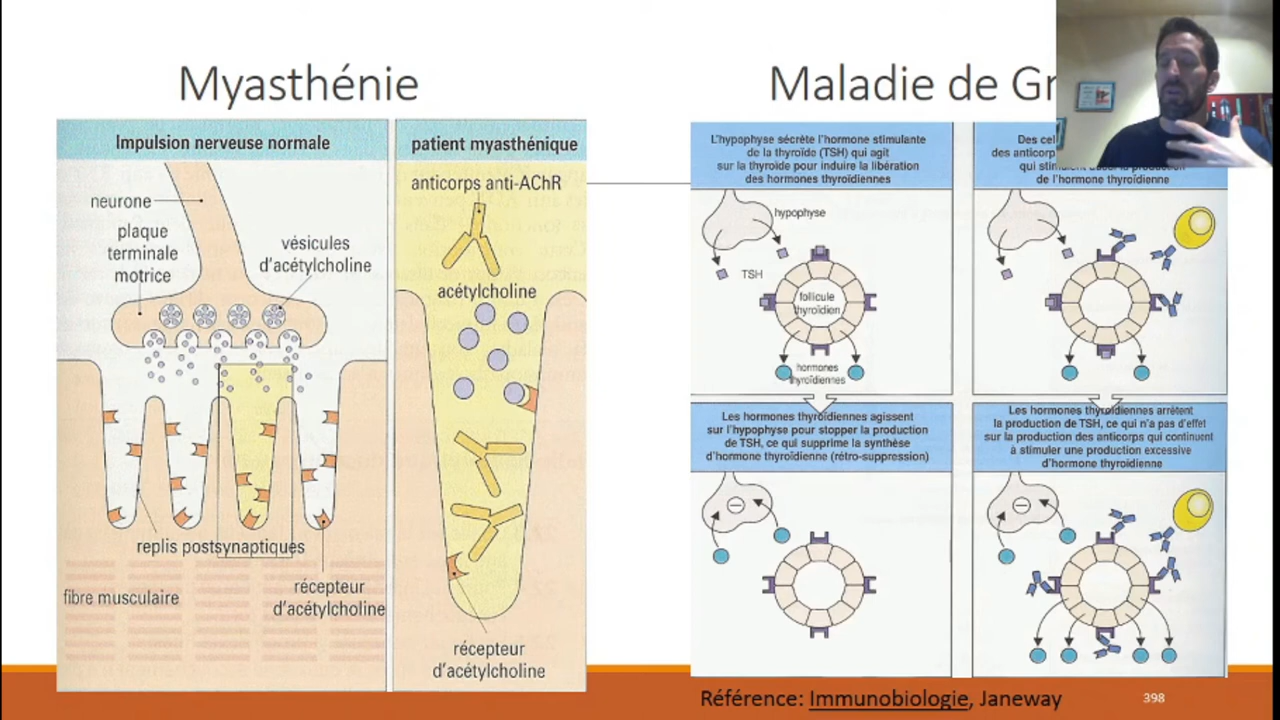 Myasthénie
Maladie de
Impulsion nerveuse normale
neurone
plaque
terminale
motrice
vésicules
d'acétylcholine
replis postsynaptiques
fibre musculaire
récepteur
d'acétylcholine
patient myasthénique
anticorps anti-AChR
acétylcholine
récepteur
d'acétylcholine
L'hypophyse sécrète l'hormone stimulante
de la thyroïde (TSH) qui agit
sur la thyroïde pour induire la libération
des hormones thyroïdiennes
hypophyse
TSH
follicule
thyroïdien
hormones
thyroïdiennes
Des
des anticorps
qui
de l'hormone thyroïdienne
Les hormones thyroïdiennes agissent
sur l'hypophyse pour stopper la production
de TSH, ce qui supprime la synthèse
d'hormone thyroïdienne (rétro-suppression)
Les hormones thyroïdiennes arrêtent
la production de TSH, ce qui n'a pas d'effet
sur la production des anticorps qui continuent
à stimuler une production excessive
d'hormone thyroïdienne
Référence: Immunobiologie, Janeway
398